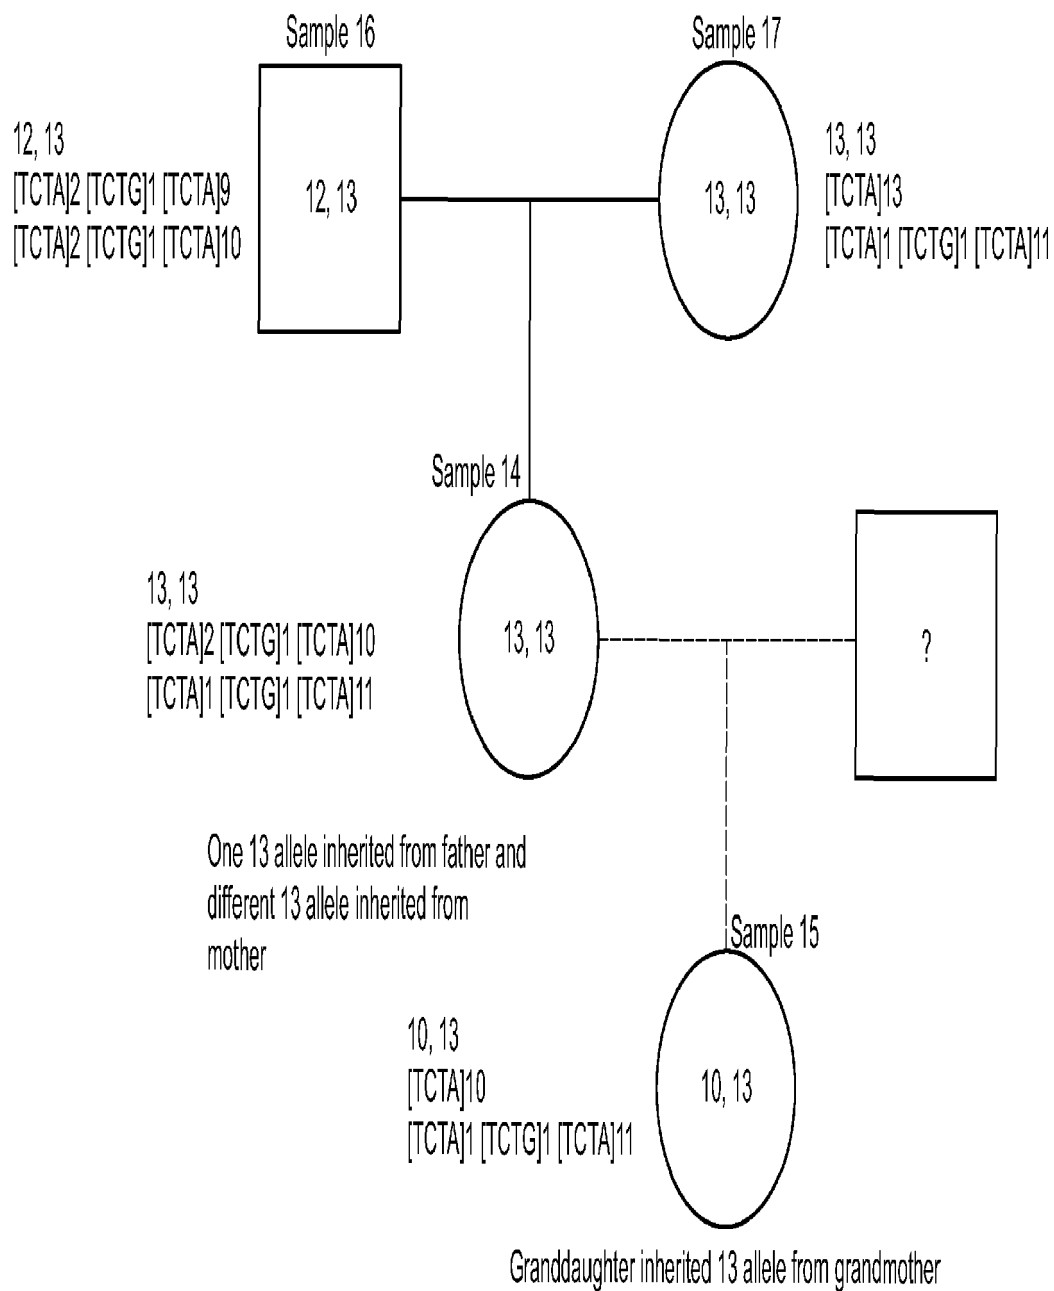 Sample 16
Sample 17
12, 13
[TCTA]2 [TCTG]1 [TCTA]9
[TCTA]2 [TCTG]1 [TCTA]10
12, 13
13, 13
13, 13
[TCTA]13
[TCTA]1 [TCTG]1 [TCTA]11
Sample 14
13, 13
[TCTA]2 [TCTG]1 [TCTA]10
[TCTA]1 [TCTG]1 [TCTA]11
13, 13
?
One 13 allele inherited from father and
different 13 allele inherited from
mother
Sample 15
10, 13
[TCTA]10
[TCTA]1 [TCTG]1 [TCTA]11
10, 13
Granddaughter inherited 13 allele from grandmother